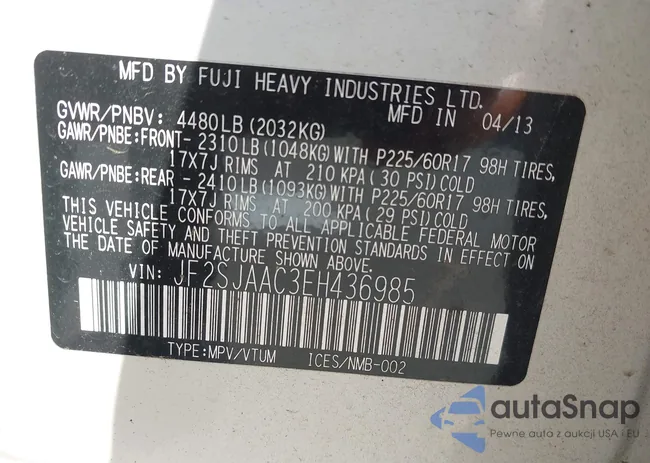 MFD BY FUJI HEAVY INDUSTRIES LTD.
GVWR/PNBV: 4480LB(2032KG) MFD IN 04/13
GAWR/PNBE:FRONT- 2310LB(1048KG)WITH P225/60R17 98H TIRES,
17X7J RIMS AT 210 KPA(30 PSI)COLD
GAWR/PNBE:REAR -2410LB(1093KG)WITH P225/60R17 98H TIRES,
17X7J RIMS AT 200 KPA(29 PSI)COLD
THIS VEHICLE CONFORMS TO ALL APPLICABLE FEDERAL MOTOR
VEHICLE SAFETY AND THEFT PREVENTION STANDARDS IN EFFECT ON
THE DATE OF MANUFACTURE SHOWN ABOVE.
VIN: JF2SJAAC3EH436985
TYPE:MPV/VTUM ICES/NMB-002
autaSnap
Pewne auta z aukcji USA i EU